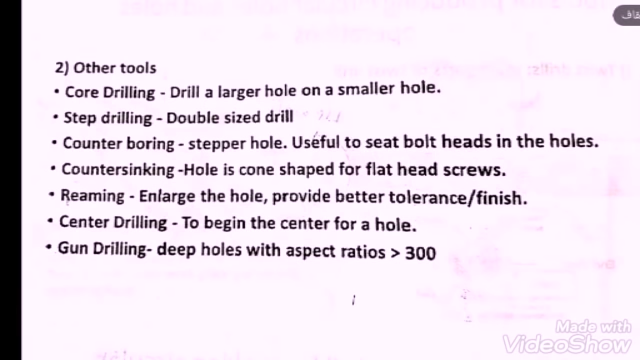 قاف
2) Other tools
• Core Drilling - Drill a larger hole on a smaller hole.
• Step drilling - Double sized drill
• Counter boring - stepper hole. Useful to seat bolt heads in the holes.
• Countersinking -Hole is cone shaped for flat head screws.
• Reaming - Enlarge the hole, provide better tolerance/finish.
• Center Drilling - To begin the center for a hole.
• Gun Drilling- deep holes with aspect ratios > 300
Made with
VideoShow